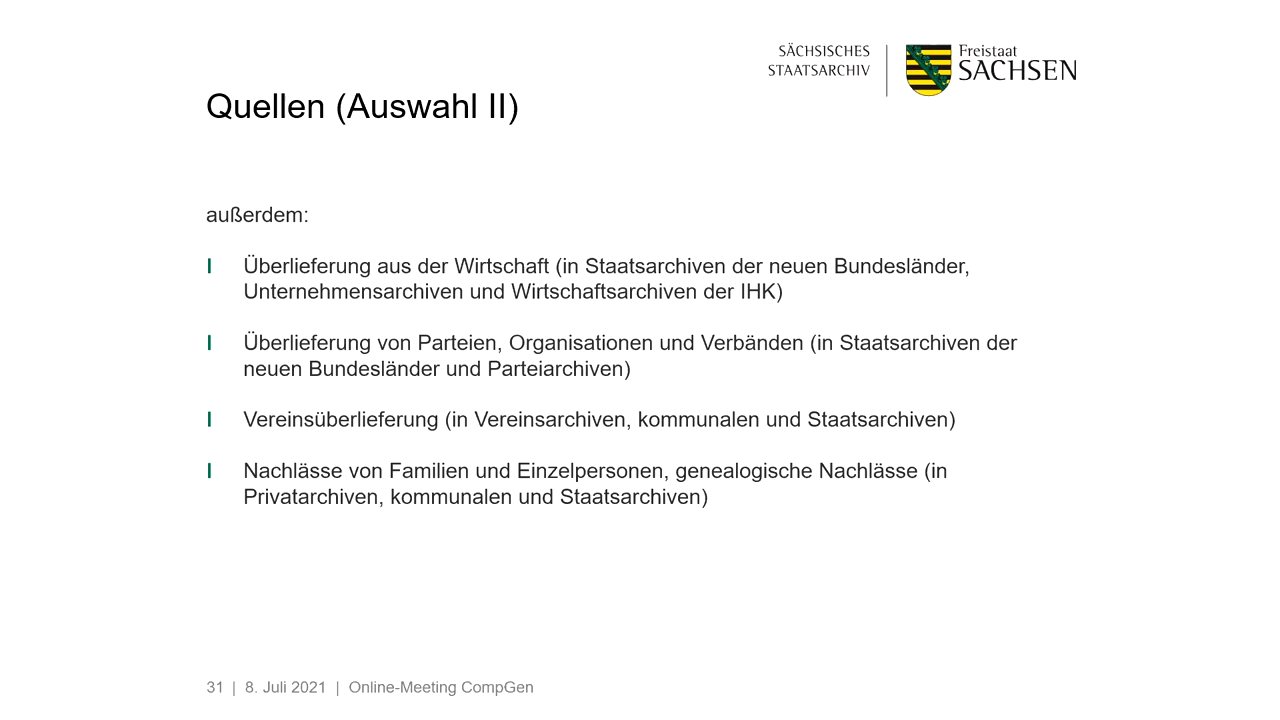 SÄCHSISCHES
STAATSARCHIV
Freistaat
SACHSEN
Quellen (Auswahl II)
außerdem:
I Überlieferung aus der Wirtschaft (in Staatsarchiven der neuen Bundesländer,
Unternehmensarchiven und Wirtschaftsarchiven der IHK)
I Überlieferung von Parteien, Organisationen und Verbänden (in Staatsarchiven der
neuen Bundesländer und Parteiarchiven)
I Vereinsüberlieferung (in Vereinsarchiven, kommunalen und Staatsarchiven)
I Nachlässe von Familien und Einzelpersonen, genealogische Nachlässe (in
Privatarchiven, kommunalen und Staatsarchiven)
31 | 8. Juli 2021 | Online-Meeting CompGen